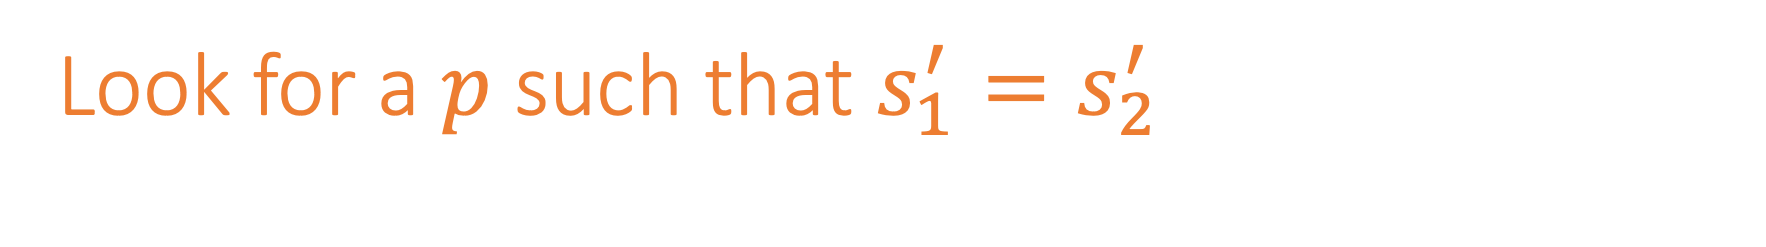 Look for a p such that s′₁ = s′₂